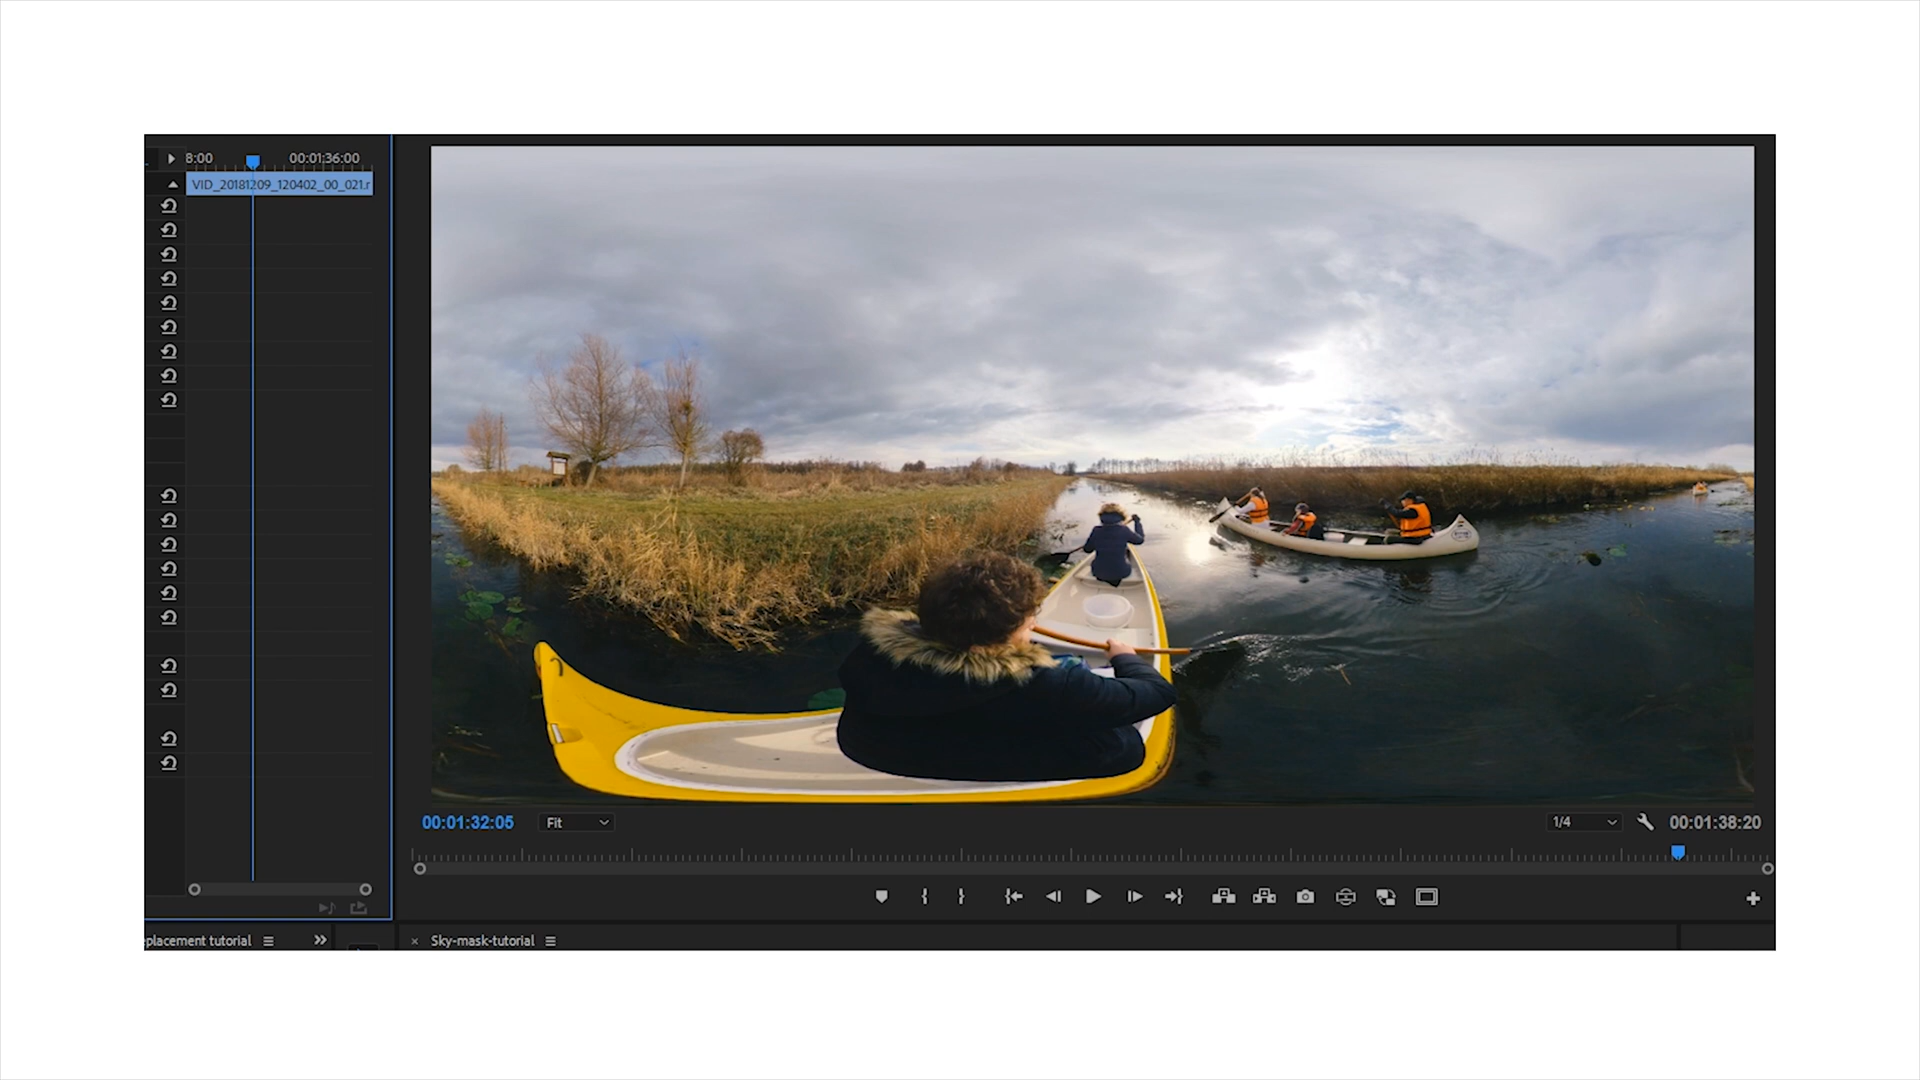 8:00 00:01:36:00
VID_20181209_120402_00_021.r
00:01:32:05 Fit 1/4 00:01:38:20
eplacement tutorial
× Sky-mask-tutorial